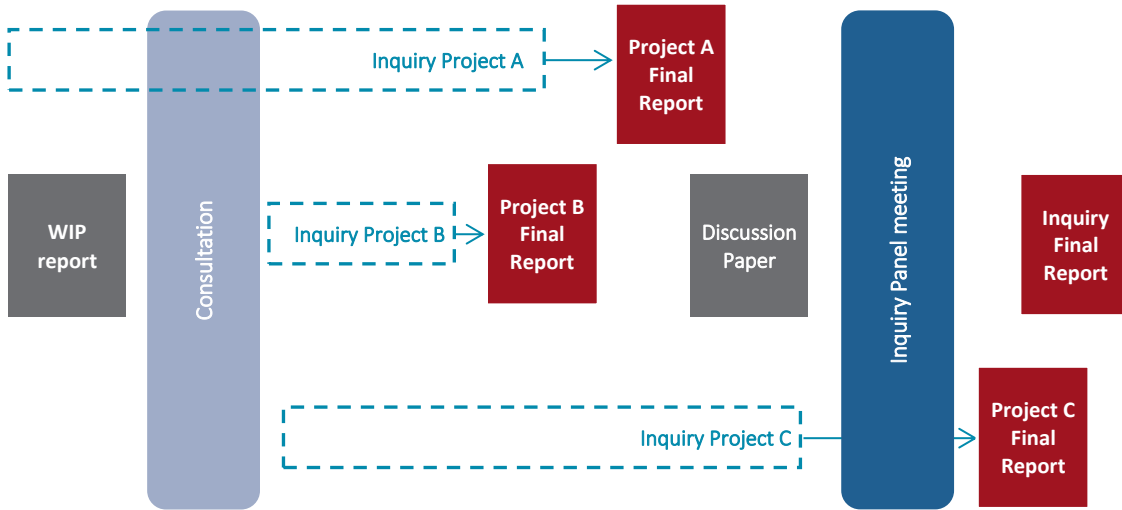 Inquiry Project A
Project A
Final
Report
WIP
report
Consultation
Inquiry Project B
Project B
Final
Report
Discussion
Paper
Inquiry Panel meeting
Inquiry
Final
Report
Inquiry Project C
Project C
Final
Report